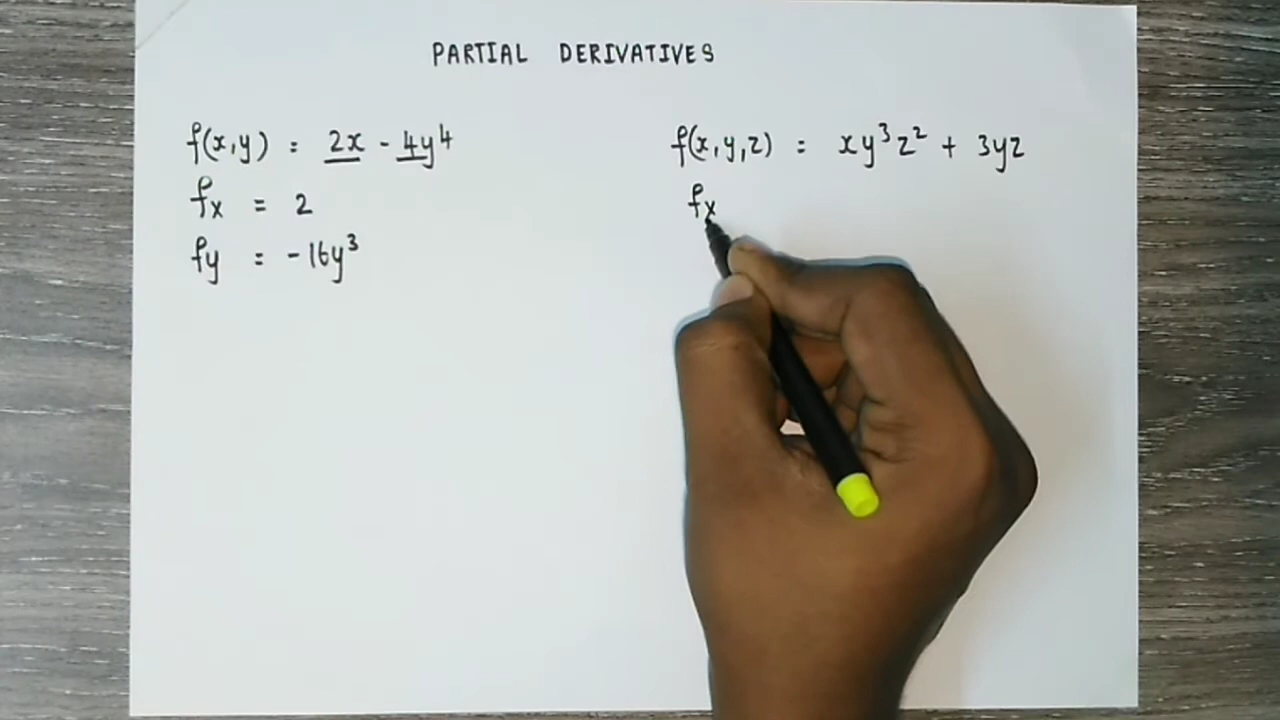 PARTIAL DERIVATIVES
f(x,y) = 2x - 4y⁴
fx = 2
fy = -16y³
f(x,y,z) = xy³z² + 3yz
fx